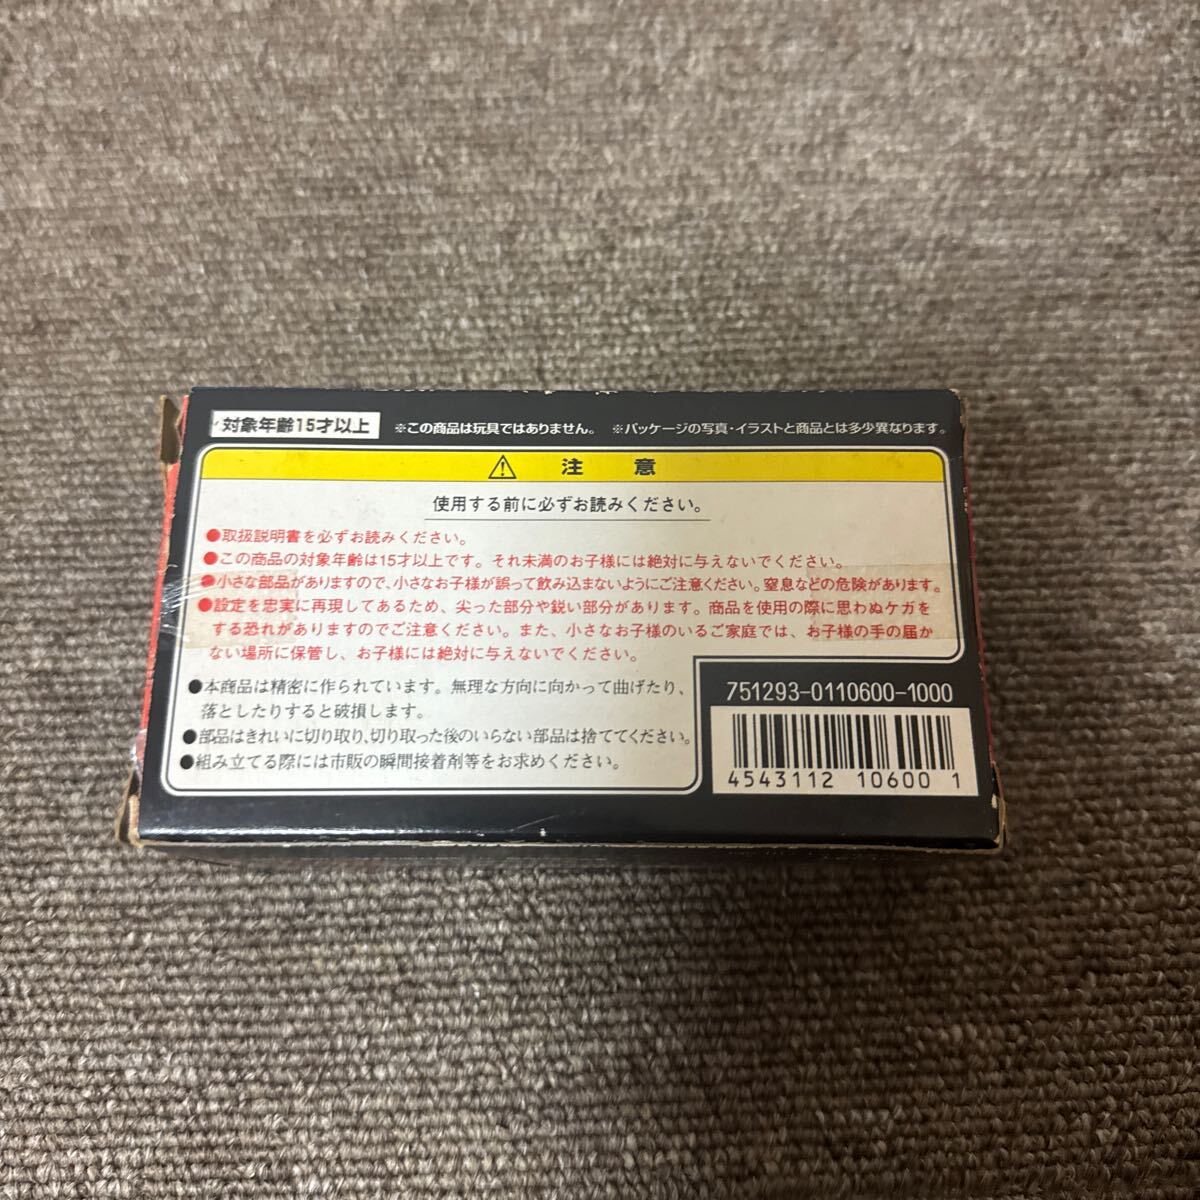 対象年齢15才以上 ※この商品は玩具ではありません。 ※パッケージの写真・イラストと商品とは多少異なります。
注 意
使用する前に必ずお読みください。
●取扱説明書を必ずお読みください。
●この商品の対象年齢は15才以上です。それ未満のお子様には絶対に与えないでください。
●小さな部品がありますので、小さなお子様が誤って飲み込まないようにご注意ください。窒息などの危険があります。
●設定を忠実に再現してあるため、尖った部分や鋭い部分があります。商品を使用の際に思わぬケガを
する恐れがありますのでご注意ください。また、小さなお子様のいるご家庭では、お子様の手の届か
ない場所に保管し、お子様には絶対に与えないでください。
●本商品は精密に作られています。無理な方向に向かって曲げたり、
落としたりすると破損します。
●部品はきれいに切り取り、切り取った後のいらない部品は捨ててください。
●組み立てる際には市販の瞬間接着剤等をお求めください。
751293-0110600-1000
4543112 106001